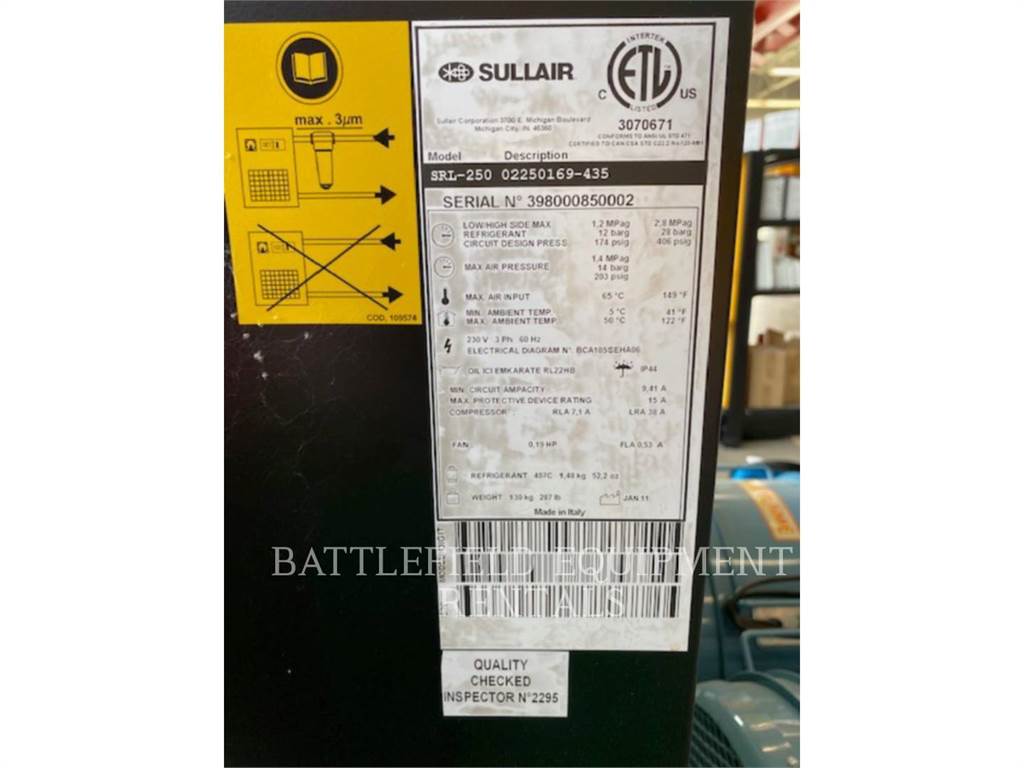 max . 3µm
COD. 109574
SULLAIR
INTERTEK
ETL
LISTED
C US
Sullair Corporation 3700 E. Michigan Boulevard
Michigan City, IN. 46360
3070671
CONFORMS TO ANSI/UL STD 471
CERTIFIED TO CAN/CSA STD C22.2
Model Description
SRL-250 02250169-435
SERIAL N° 398000850002
LOW/HIGH SIDE MAX 1,2 MPag 2,8 MPag
REFRIGERANT 12 barg 28 barg
CIRCUIT DESIGN PRESS 174 psig 406 psig
1,4 MPag
MAX AIR PRESSURE 14 barg
203 psig
MAX. AIR INPUT 65 °C 149 °F
MIN. AMBIENT TEMP. 5 °C 41 °F
MAX. AMBIENT TEMP. 50 °C 122 °F
230 V 3 Ph 60 Hz
ELECTRICAL DIAGRAM N° BCA105SEHA06
OIL ICI EMKARATE RL22HB IP44
MIN. CIRCUIT AMPACITY 9,41 A
MAX. PROTECTIVE DEVICE RATING 15 A
COMPRESSOR RLA 7,1 A LRA 38 A
FAN 0,19 HP FLA 0,53 A
REFRIGERANT 407C 1,48 kg 52,2 oz
WEIGHT 130 kg 287 lb JAN 11
Made in Italy
BATTLEFIELD EQUIPMENT
RENTALS
QUALITY
CHECKED
INSPECTOR N°2295